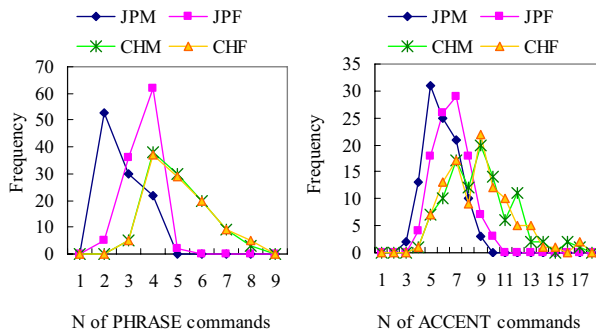 JPM JPF
CHM CHF
70
60
50
40
30
20
10
0
Frequency
1 2 3 4 5 6 7 8 9
N of PHRASE commands
JPM JPF
CHM CHF
35
30
25
20
15
10
5
0
Frequency
1 3 5 7 9 11 13 15 17
N of ACCENT commands